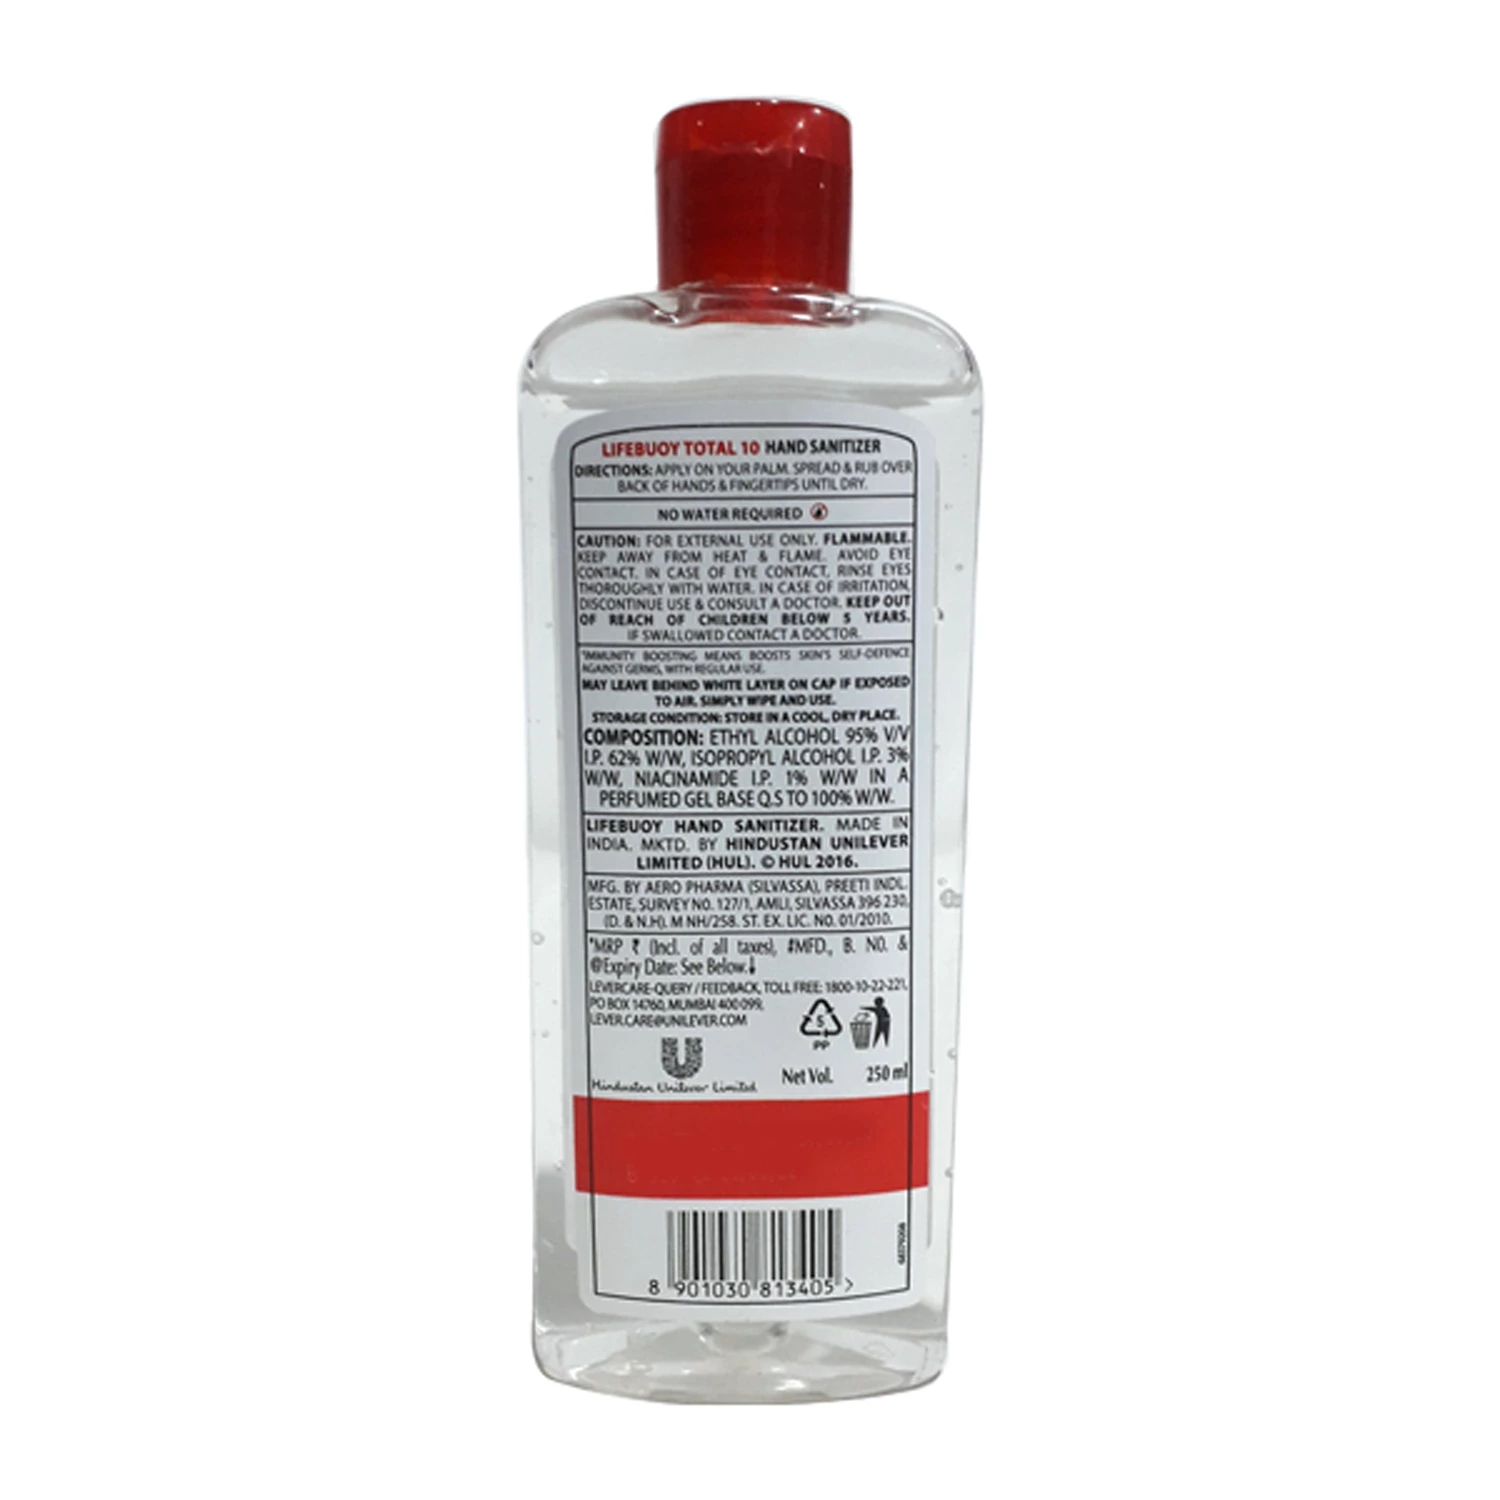 LIFEBUOY TOTAL 10 HAND SANITIZER
DIRECTIONS: APPLY ON YOUR PALM. SPREAD & RUB OVER
BACK OF HANDS & FINGERTIPS UNTIL DRY.
NO WATER REQUIRED
CAUTION: FOR EXTERNAL USE ONLY. FLAMMABLE.
KEEP AWAY FROM HEAT & FLAME. AVOID EYE
CONTACT. IN CASE OF EYE CONTACT, RINSE EYES
THOROUGHLY WITH WATER. IN CASE OF IRRITATION,
DISCONTINUE USE & CONSULT A DOCTOR. KEEP OUT
OF REACH OF CHILDREN BELOW 5 YEARS.
IF SWALLOWED CONTACT A DOCTOR.
*IMMUNITY BOOSTING MEANS BOOSTS SKIN'S SELF-DEFENCE
AGAINST GERMS, WITH REGULAR USE.
MAY LEAVE BEHIND WHITE LAYER ON CAP IF EXPOSED
TO AIR. SIMPLY WIPE AND USE.
STORAGE CONDITION: STORE IN A COOL, DRY PLACE.
COMPOSITION: ETHYL ALCOHOL 95% V/V
I.P. 62% W/W, ISOPROPYL ALCOHOL I.P. 3%
W/W, NIACINAMIDE I.P. 1% W/W IN A
PERFUMED GEL BASE Q.S TO 100% W/W.
LIFEBUOY HAND SANITIZER. MADE IN
INDIA. MKTD. BY HINDUSTAN UNILEVER
LIMITED (HUL). © HUL 2016.
MFG. BY AERO PHARMA (SILVASSA), PREETI INDL.
ESTATE, SURVEY NO. 127/1, AMLI, SILVASSA 396 230,
(D. & N.H). M NH/258. ST. EX. LIC. NO. 01/2010.
*MRP ₹ (Incl. of all taxes), #MFD., B. NO. &
@Expiry Date: See Below.↓
LEVERCARE-QUERY / FEEDBACK, TOLL FREE: 1800-10-22-221,
PO BOX 14760, MUMBAI 400 099,
LEVER.CARE@UNILEVER.COM
5
PP
Hindustan Unilever Limited
Net Vol. 250 ml
8 901030 813405 >